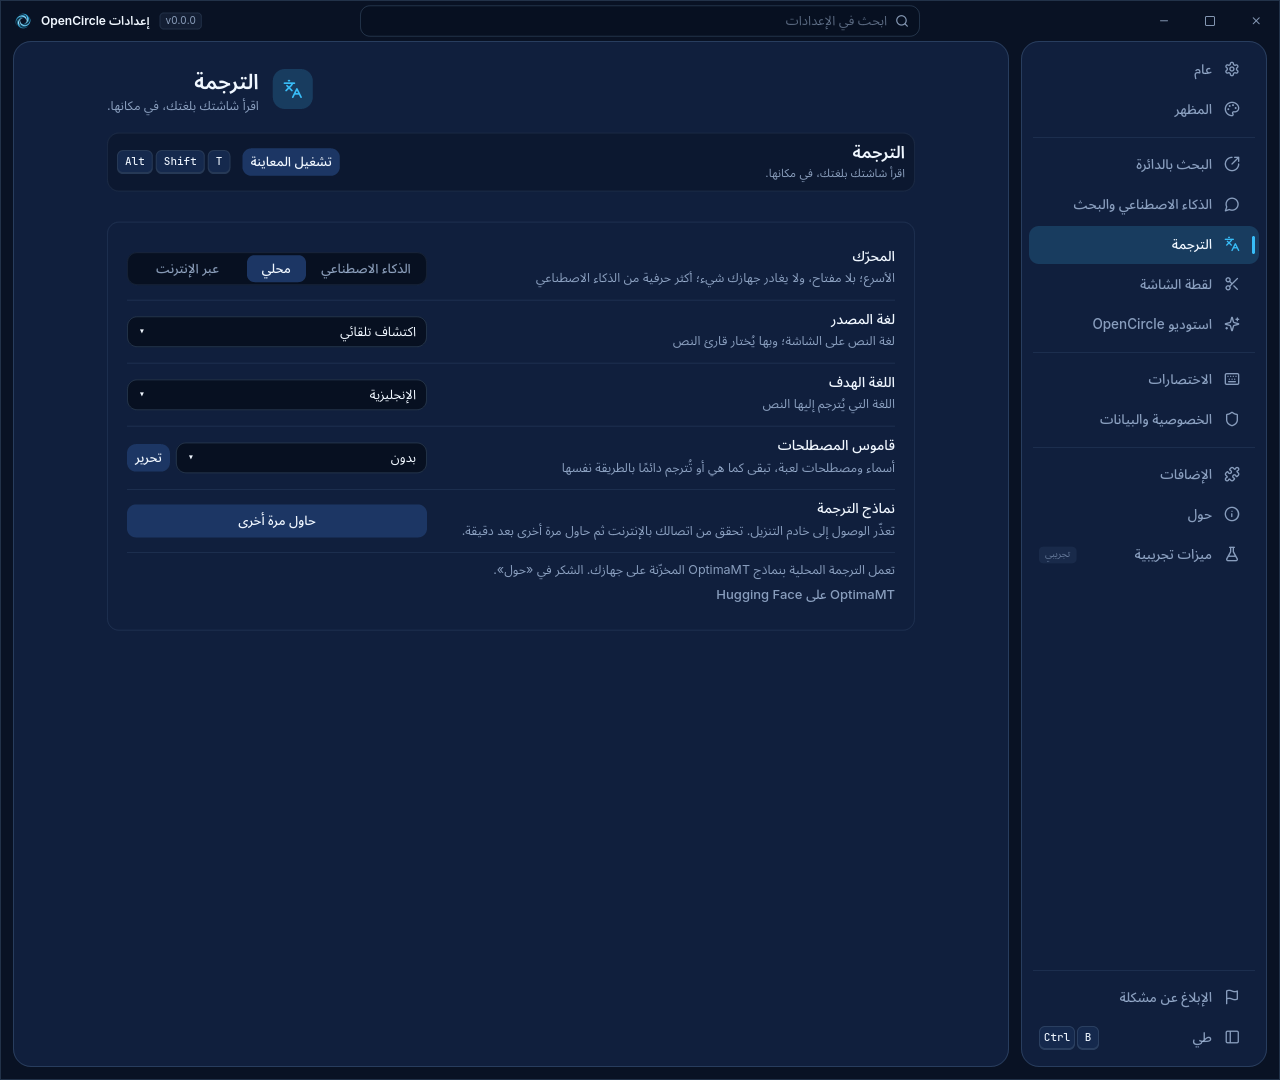 إعدادات OpenCircle
v0.0.0
ابحث في الإعدادات
عام
المظهر
البحث بالدائرة
الذكاء الاصطناعي والبحث
الترجمة
لقطة الشاشة
استوديو OpenCircle
الاختصارات
الخصوصية والبيانات
الإضافات
حول
ميزات تجريبية
تجريبي
الإبلاغ عن مشكلة
طي
Ctrl B
الترجمة
اقرأ شاشتك بلغتك، في مكانها.
الترجمة
اقرأ شاشتك بلغتك، في مكانها.
تشغيل المعاينة
Alt Shift T
المحرّك
الأسرع؛ بلا مفتاح، ولا يغادر جهازك شيء؛ أكثر حرفية من الذكاء الاصطناعي
الذكاء الاصطناعي
محلي
عبر الإنترنت
لغة المصدر
لغة النص على الشاشة؛ وبها يُختار قارئ النص
اكتشاف تلقائي
اللغة الهدف
اللغة التي يُترجم إليها النص
الإنجليزية
قاموس المصطلحات
أسماء ومصطلحات لعبة، تبقى كما هي أو تُترجم دائمًا بالطريقة نفسها
بدون
تحرير
نماذج الترجمة
تعذّر الوصول إلى خادم التنزيل. تحقق من اتصالك بالإنترنت ثم حاول مرة أخرى بعد دقيقة.
حاول مرة أخرى
تعمل الترجمة المحلية بنماذج OptimaMT المخزّنة على جهازك. الشكر في «حول».
OptimaMT على Hugging Face